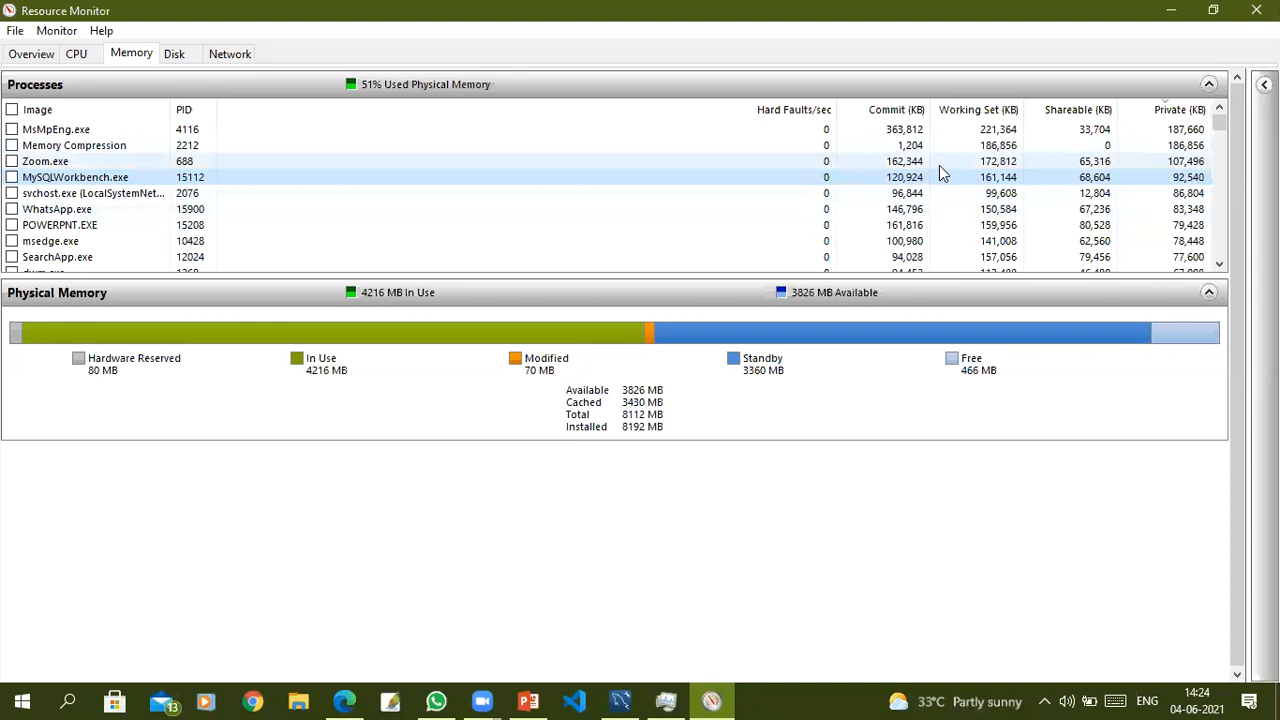 Resource Monitor
File Monitor Help
Overview CPU Memory Disk Network
Processes 51% Used Physical Memory
Image PID Hard Faults/sec Commit (KB) Working Set (KB) Shareable (KB) Private (KB)
MsMpEng.exe 4116 0 363,812 221,364 33,704 187,660
Memory Compression 2212 0 1,204 186,856 0 186,856
Zoom.exe 688 0 162,344 172,812 65,316 107,496
MySQLWorkbench.exe 15112 0 120,924 161,144 68,604 92,540
svchost.exe (LocalSystemNet... 2076 0 96,844 99,608 12,804 86,804
WhatsApp.exe 15900 0 146,796 150,584 67,236 83,348
POWERPNT.EXE 15208 0 161,816 159,956 80,528 79,428
msedge.exe 10428 0 100,980 141,008 62,560 78,448
SearchApp.exe 12024 0 94,028 157,056 79,456 77,600
Physical Memory 4216 MB In Use 3826 MB Available
Hardware Reserved In Use Modified Standby Free
80 MB 4216 MB 70 MB 3360 MB 466 MB
Available 3826 MB
Cached 3430 MB
Total 8112 MB
Installed 8192 MB
13 33°C Partly sunny ENG 14:24
04-06-2021